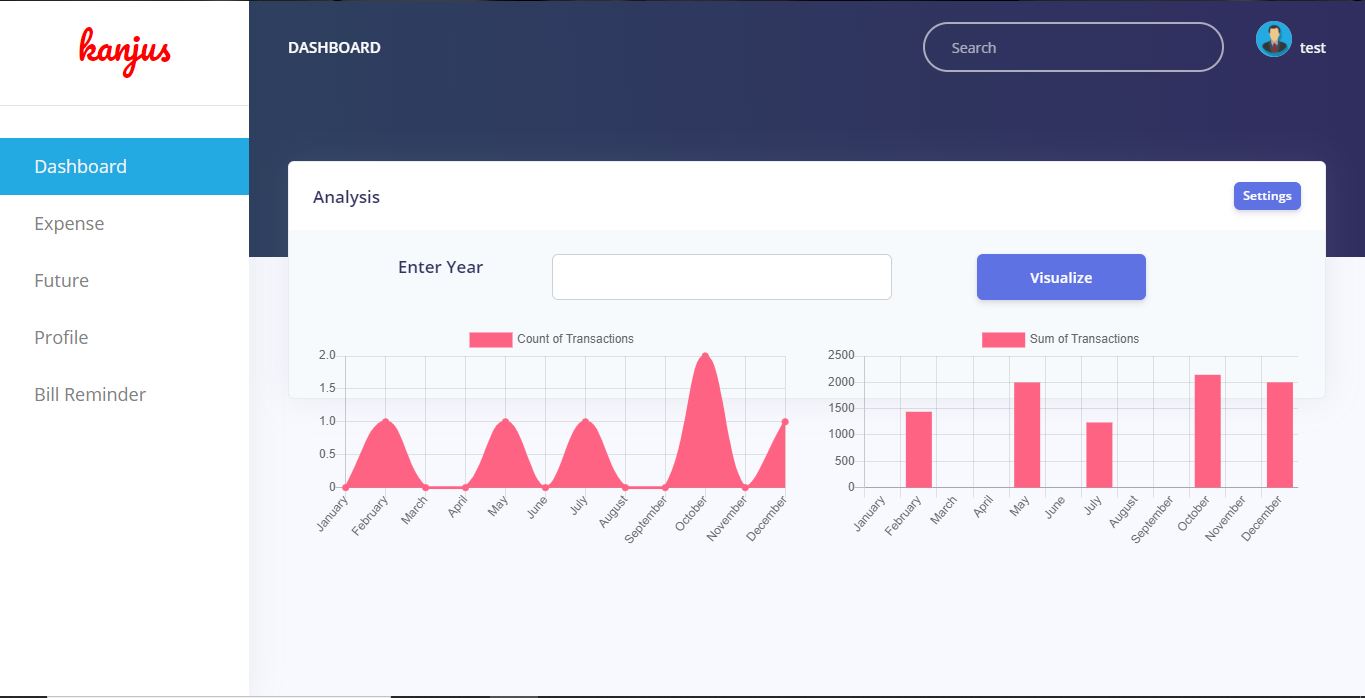 kanjus
DASHBOARD
Search
test
Dashboard
Expense
Future
Profile
Bill Reminder
Analysis
Settings
Enter Year
Visualize
Count of Transactions
2.0
1.5
1.0
0.5
0
January
February
March
April
May
June
July
August
September
October
November
December
Sum of Transactions
2500
2000
1500
1000
500
0
January
February
March
April
May
June
July
August
September
October
November
December